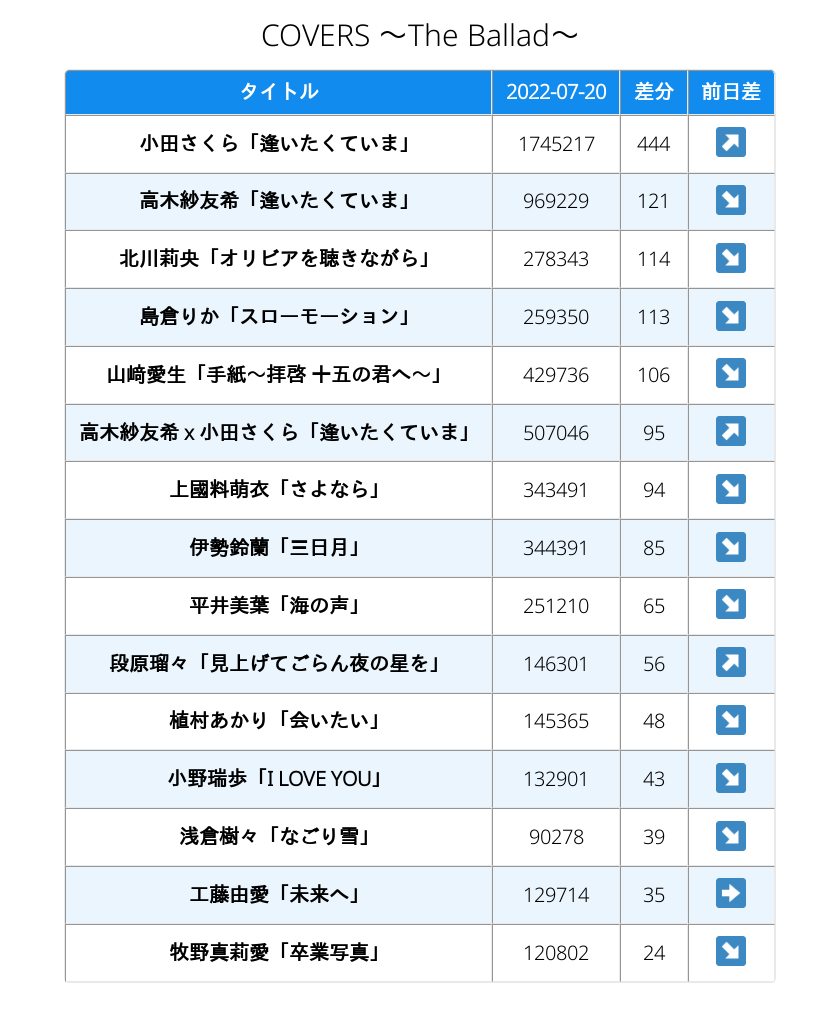 COVERS ～The Ballad～
タイトル 2022-07-20 差分 前日差
小田さくら「逢いたくていま」 1745217 444 ↗
高木紗友希「逢いたくていま」 969229 121 ↘
北川莉央「オリビアを聴きながら」 278343 114 ↘
島倉りか「スローモーション」 259350 113 ↘
山﨑愛生「手紙～拝啓 十五の君へ～」 429736 106 ↘
高木紗友希 x 小田さくら「逢いたくていま」 507046 95 ↗
上國料萌衣「さよなら」 343491 94 ↘
伊勢鈴蘭「三日月」 344391 85 ↘
平井美葉「海の声」 251210 65 ↘
段原瑠々「見上げてごらん夜の星を」 146301 56 ↗
植村あかり「会いたい」 145365 48 ↘
小野瑞歩「I LOVE YOU」 132901 43 ↘
浅倉樹々「なごり雪」 90278 39 ↘
工藤由愛「未来へ」 129714 35 ➡
牧野真莉愛「卒業写真」 120802 24 ↘